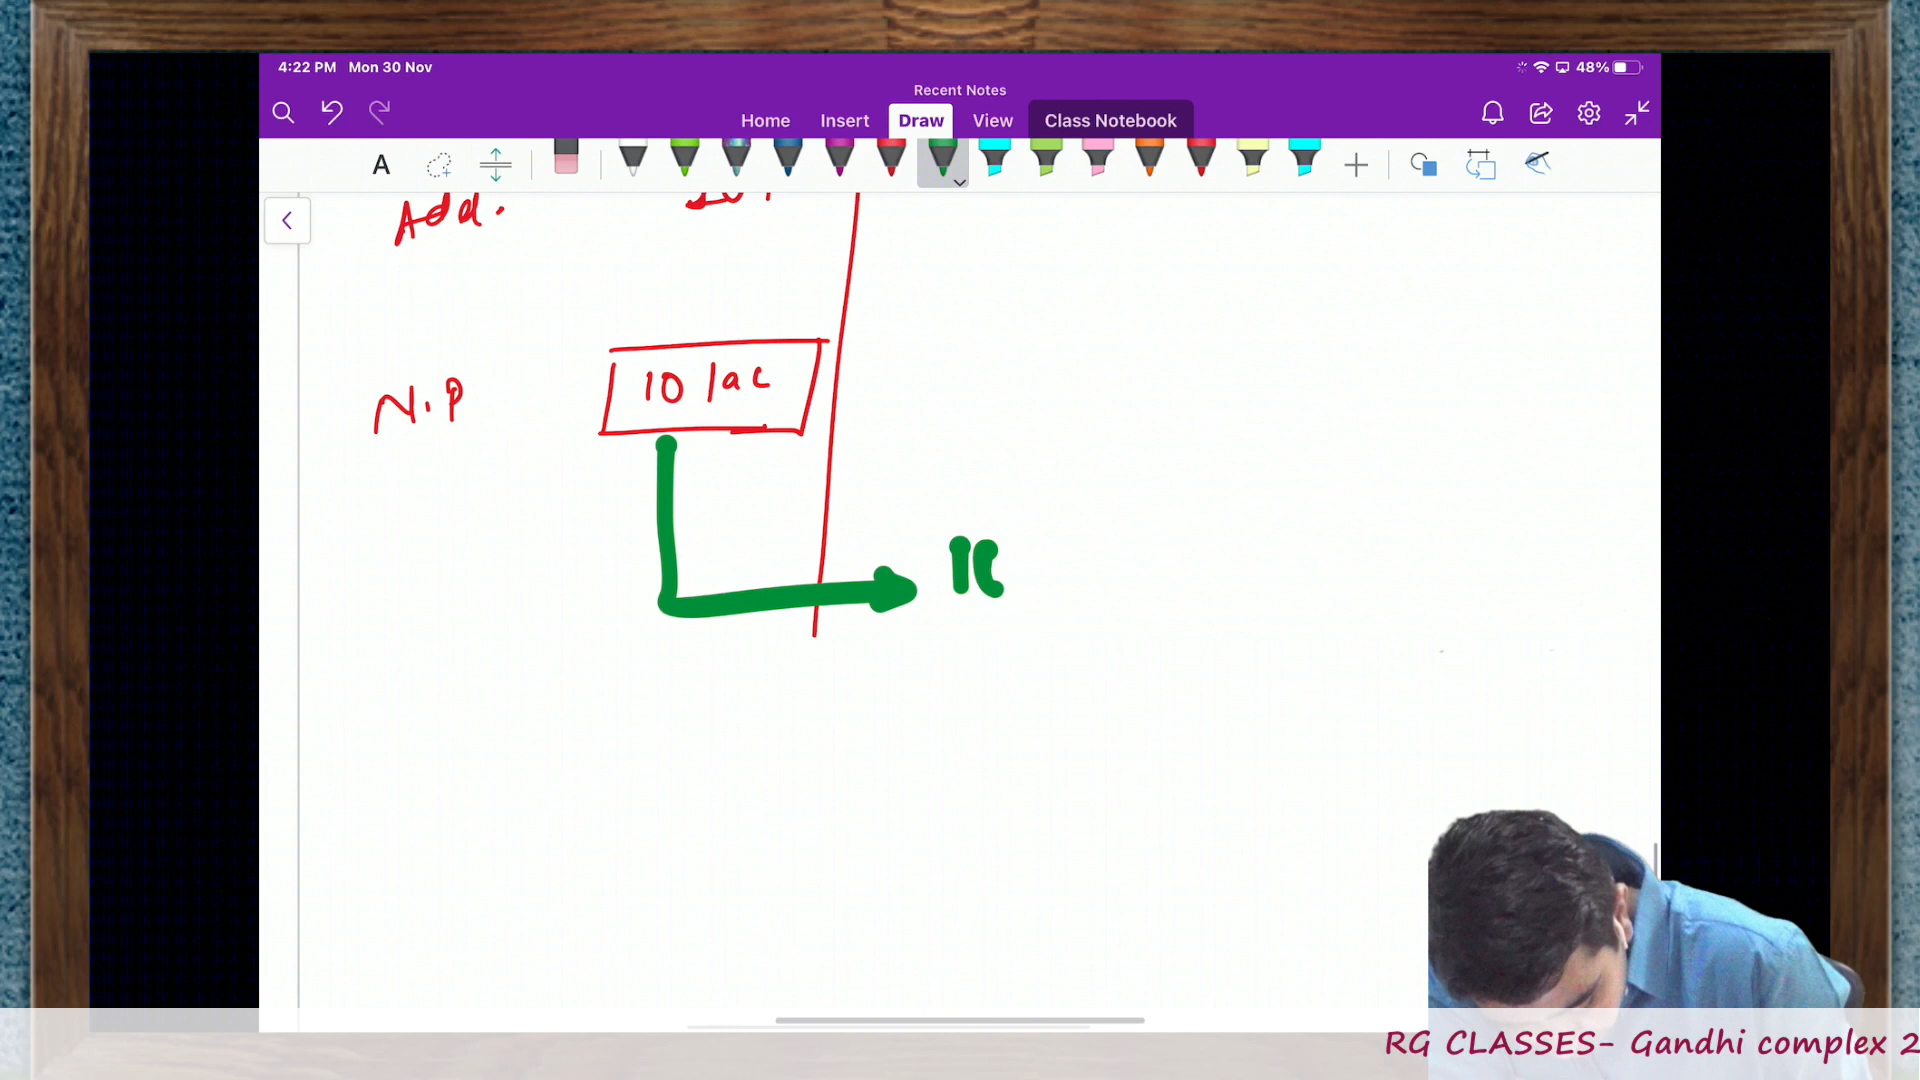 4:22 PM Mon 30 Nov
48%
Recent Notes
Home Insert Draw View Class Notebook
A
Add.
N.P 10 lac
RG CLASSES- Gandhi complex 2